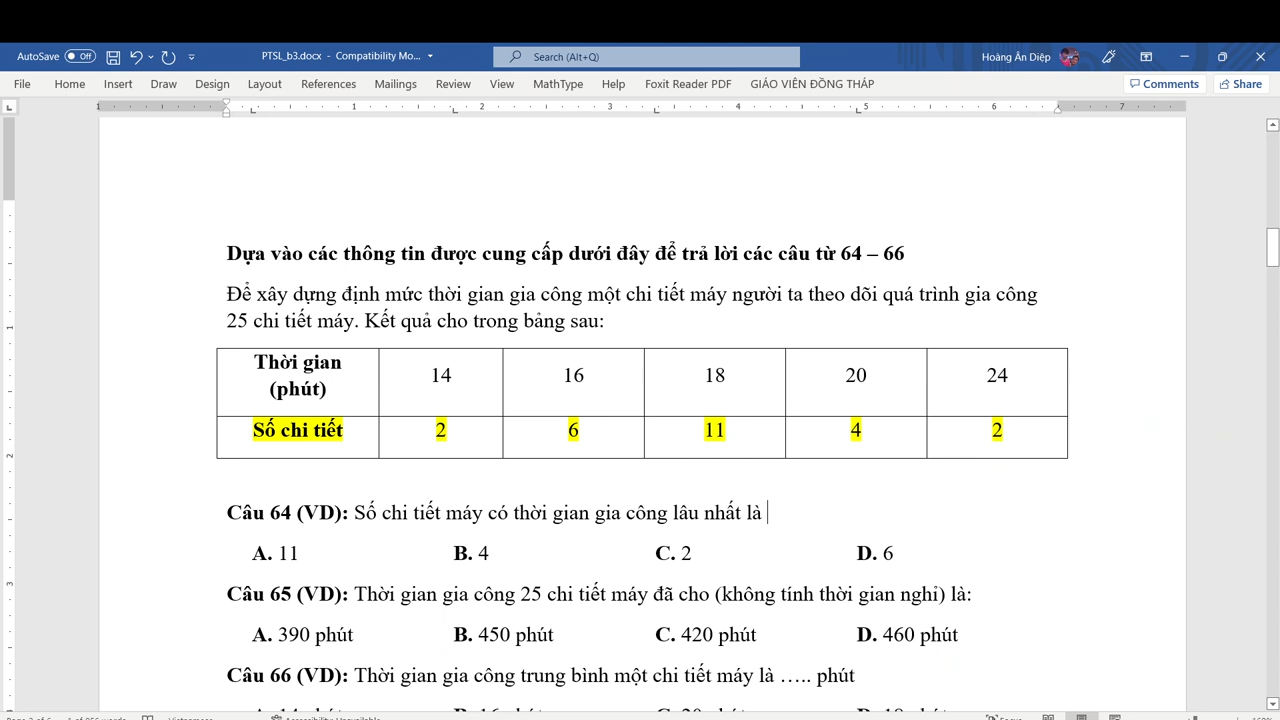 AutoSave Off PTSL_b3.docx - Compatibility Mo... Search (Alt+Q) Hoàng Ân Diệp
File Home Insert Draw Design Layout References Mailings Review View MathType Help Foxit Reader PDF GIÁO VIÊN ĐỒNG THÁP Comments Share
1 1 2 3 4 5 6 7
Dựa vào các thông tin được cung cấp dưới đây để trả lời các câu từ 64 – 66
Để xây dựng định mức thời gian gia công một chi tiết máy người ta theo dõi quá trình gia công
25 chi tiết máy. Kết quả cho trong bảng sau:
Thời gian
(phút) 14 16 18 20 24
Số chi tiết 2 6 11 4 2
Câu 64 (VD): Số chi tiết máy có thời gian gia công lâu nhất là
A. 11 B. 4 C. 2 D. 6
Câu 65 (VD): Thời gian gia công 25 chi tiết máy đã cho (không tính thời gian nghỉ) là:
A. 390 phút B. 450 phút C. 420 phút D. 460 phút
Câu 66 (VD): Thời gian gia công trung bình một chi tiết máy là ….. phút